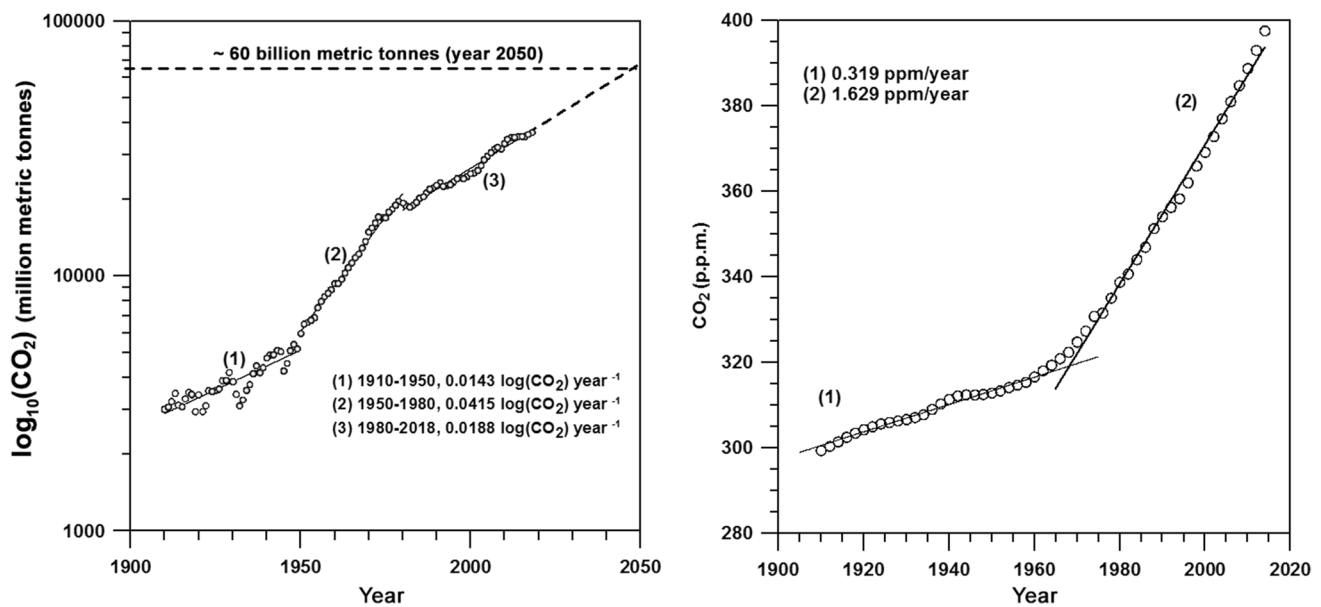 100000
~ 60 billion metric tonnes (year 2050)
log10(CO2) (million metric tonnes)
(3)
(2)
10000
(1)
(1) 1910-1950, 0.0143 log(CO2) year -1
(2) 1950-1980, 0.0415 log(CO2) year -1
(3) 1980-2018, 0.0188 log(CO2) year -1
1000
1900 1950 2000 2050
Year
400
(1) 0.319 ppm/year
(2) 1.629 ppm/year
(2)
380
360
340
CO2 (p.p.m.)
320
(1)
300
280
1900 1920 1940 1960 1980 2000 2020
Year